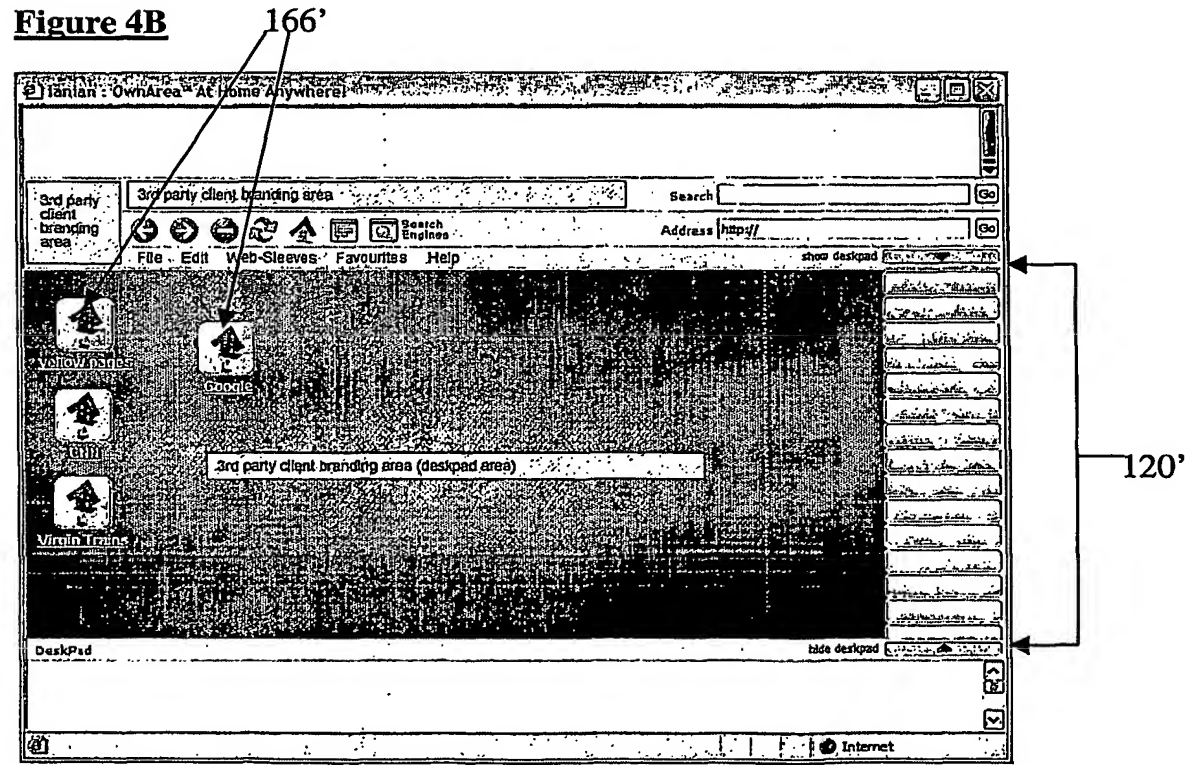 Figure 4B
166’
OwnArea™ At Home Anywhere!
3rd party client branding area
3rd party
client
branding
area
Search
Go
Search
Engines
Address
http://
Go
File Edit Web-Sleeves Favourites Help
show deskpad
Yellow pages
Google
3rd party client branding area (deskpad area)
120’
Virgin Trains
DeskPad
hide deskpad
Internet